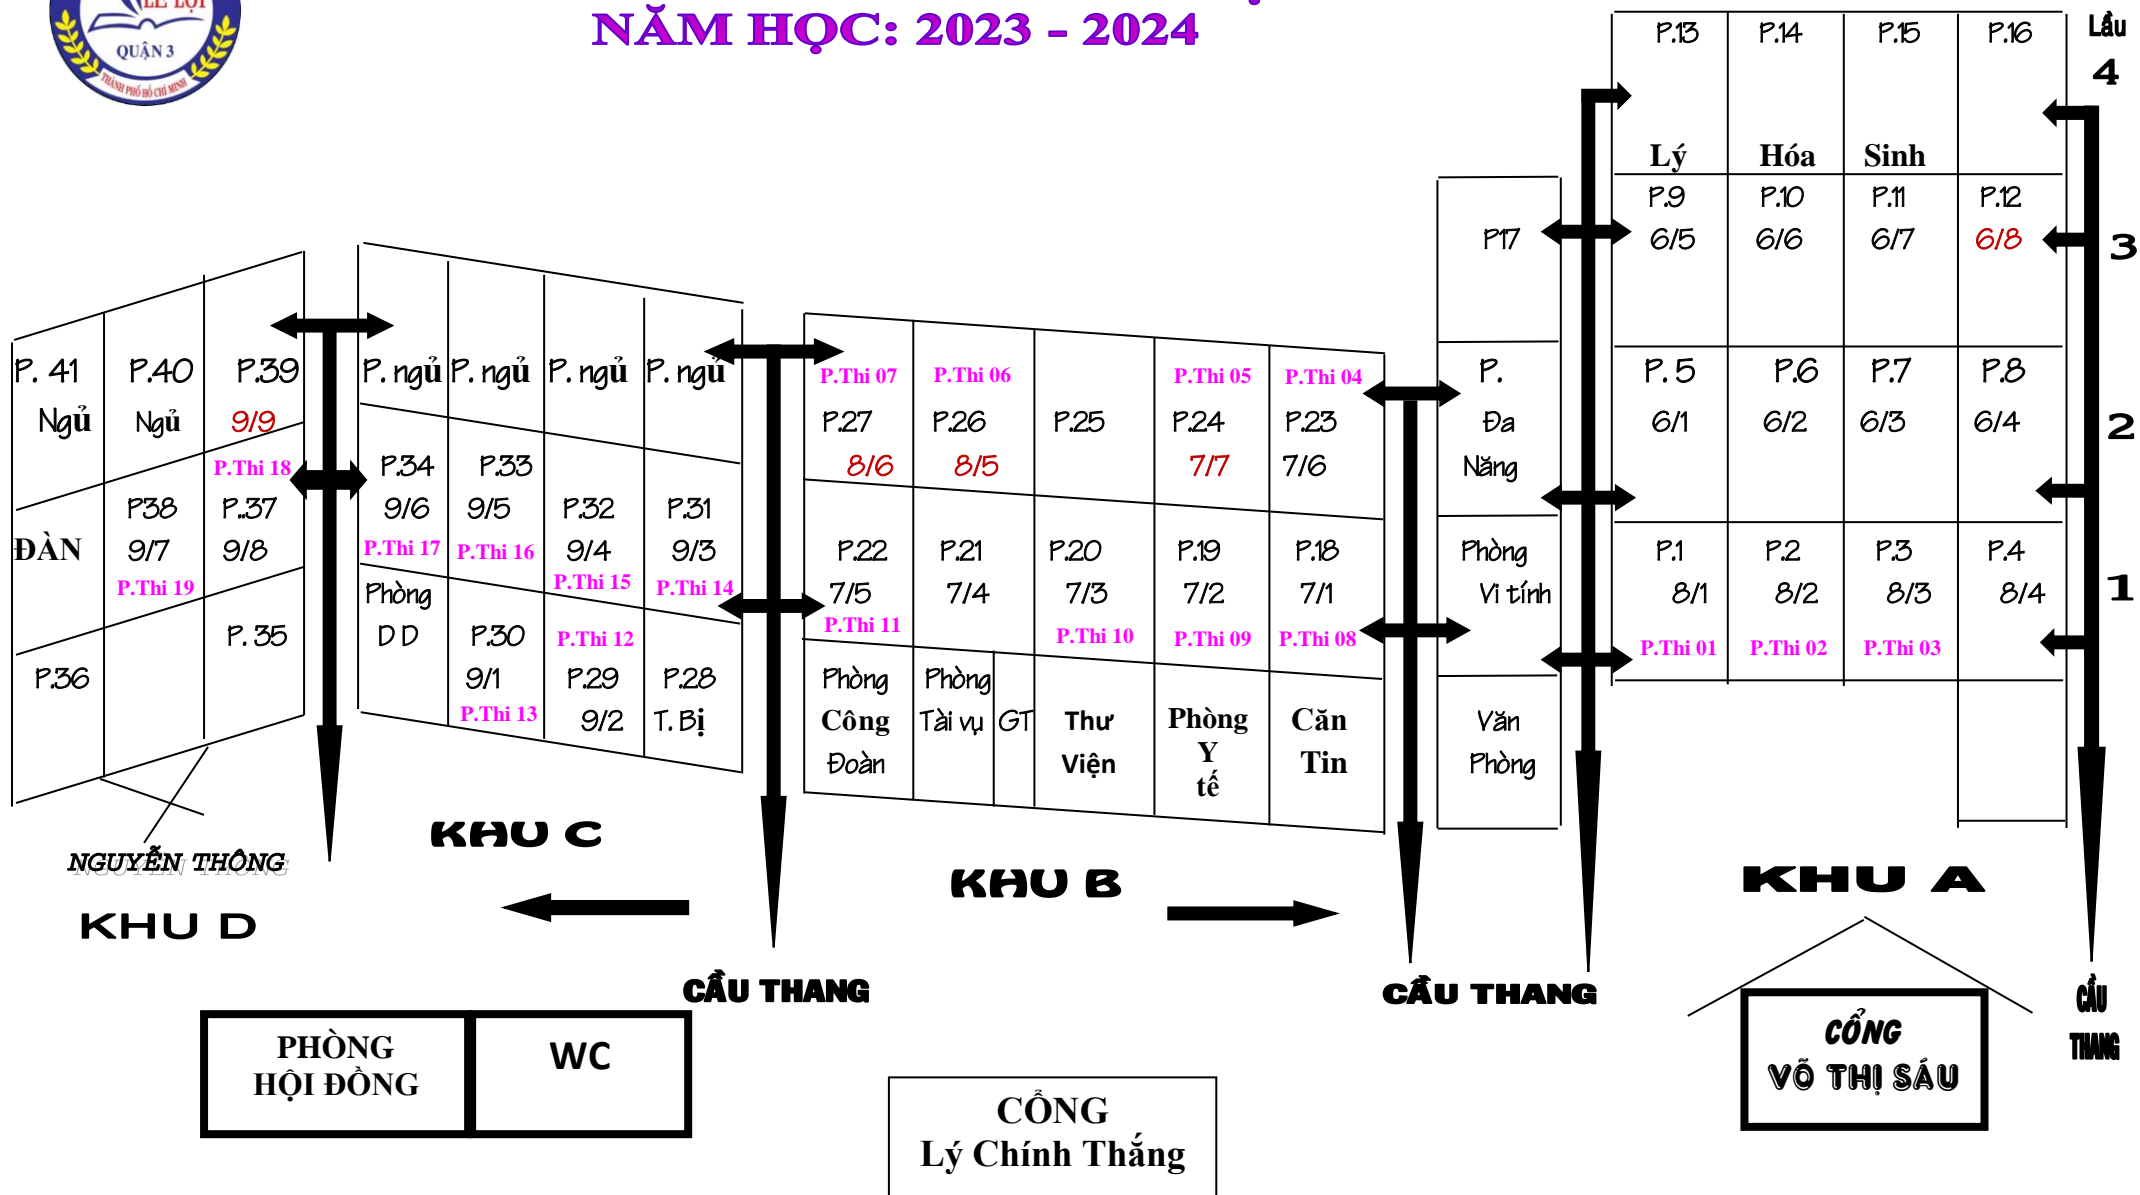 LÊ LỢI
QUẬN 3
THÀNH PHỐ HỒ CHÍ MINH
NĂM HỌC: 2023 - 2024
P.13 P.14 P.15 P.16
Lầu
4
Lý Hóa Sinh
P17
P.9 P.10 P.11 P.12
6/5 6/6 6/7 6/8
3
P. 5 P.6 P.7 P.8
6/1 6/2 6/3 6/4
2
P.1 P.2 P.3 P.4
8/1 8/2 8/3 8/4
1
P.Thi 01 P.Thi 02 P.Thi 03
P.
Đa
Năng
Phòng
Vi tính
Văn
Phòng
P. 41 P.40 P.39
Ngủ Ngủ 9/9
P.Thi 18
P38 P..37
ĐÀN 9/7 9/8
P.Thi 19
P. 35
P.36
P. ngủ P. ngủ P. ngủ P. ngủ
P.34 P.33
9/6 9/5 P.32 P.31
P.Thi 17 P.Thi 16 9/4 9/3
P.Thi 15 P.Thi 14
Phòng
D D P.30 P.Thi 12
9/1 P.29 P.28
P.Thi 13 9/2 T. Bị
P.Thi 07 P.Thi 06 P.Thi 05 P.Thi 04
P.27 P.26 P.25 P.24 P.23
8/6 8/5 7/7 7/6
P.22 P.21 P.20 P.19 P.18
7/5 7/4 7/3 7/2 7/1
P.Thi 11 P.Thi 10 P.Thi 09 P.Thi 08
Phòng
Công
Đoàn
Phòng
Tài vụ
GT
Thư
Viện
Phòng
Y
tế
Căn
Tin
NGUYỄN THÔNG
KHU D
KHU C
KHU B
KHU A
CẦU THANG
CẦU THANG
CẦU
THANG
PHÒNG
HỘI ĐỒNG
WC
CỔNG
Lý Chính Thắng
CỔNG
VÕ THỊ SÁU